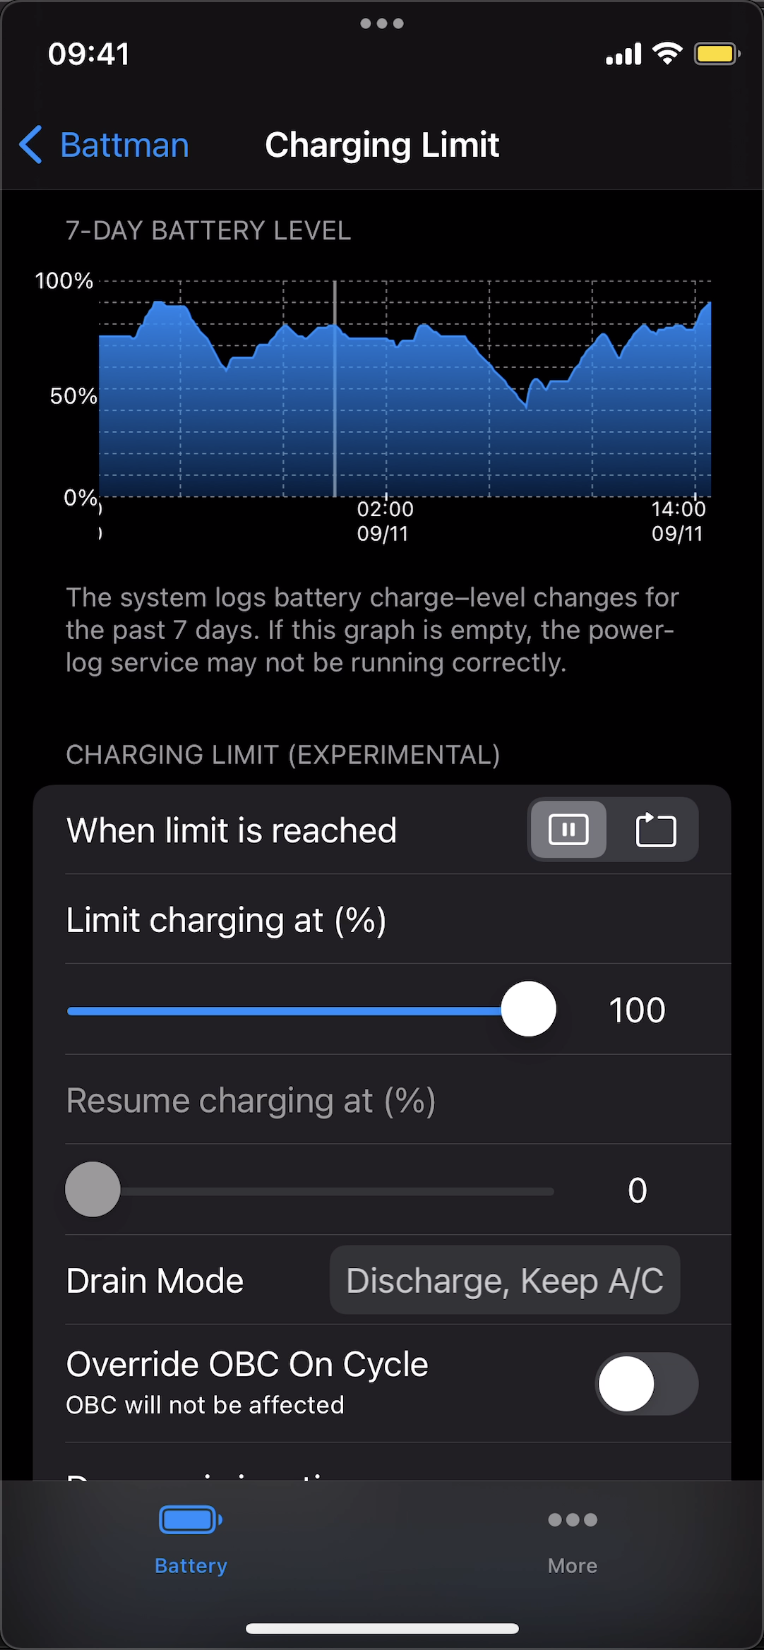 09:41
Battman
Charging Limit
7-DAY BATTERY LEVEL
100%
50%
0%
02:00
09/11
14:00
09/11
The system logs battery charge–level changes for
the past 7 days. If this graph is empty, the power-
log service may not be running correctly.
CHARGING LIMIT (EXPERIMENTAL)
When limit is reached
Limit charging at (%)
100
Resume charging at (%)
0
Drain Mode
Discharge, Keep A/C
Override OBC On Cycle
OBC will not be affected
Battery
More